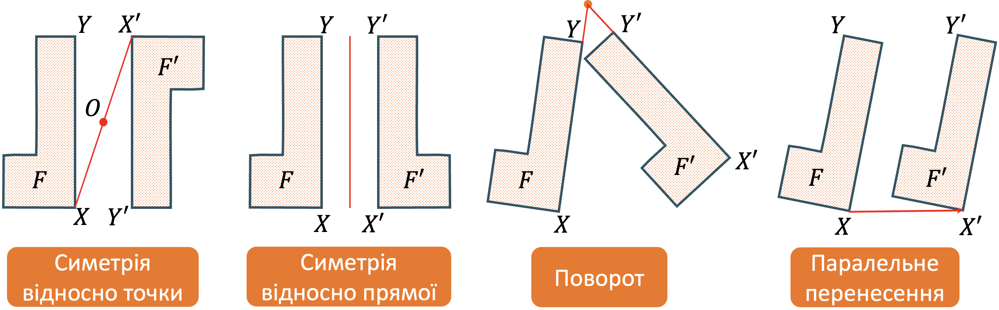 Y X′
F′
O
F
X Y′
Симетрія
відносно точки
Y Y′
F F′
X X′
Симетрія
відносно прямої
Y Y′
F F′
X X′
Поворот
Y Y′
F F′
X X′
Паралельне
перенесення